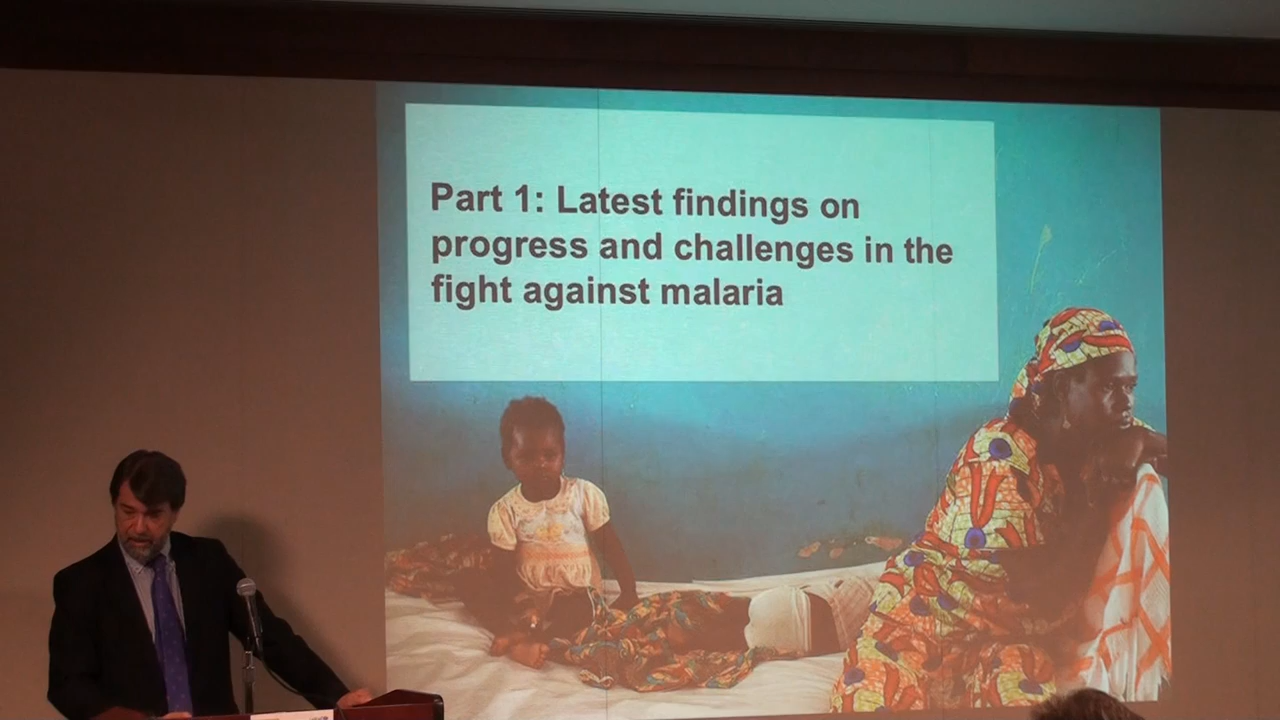 Part 1: Latest findings on
progress and challenges in the
fight against malaria